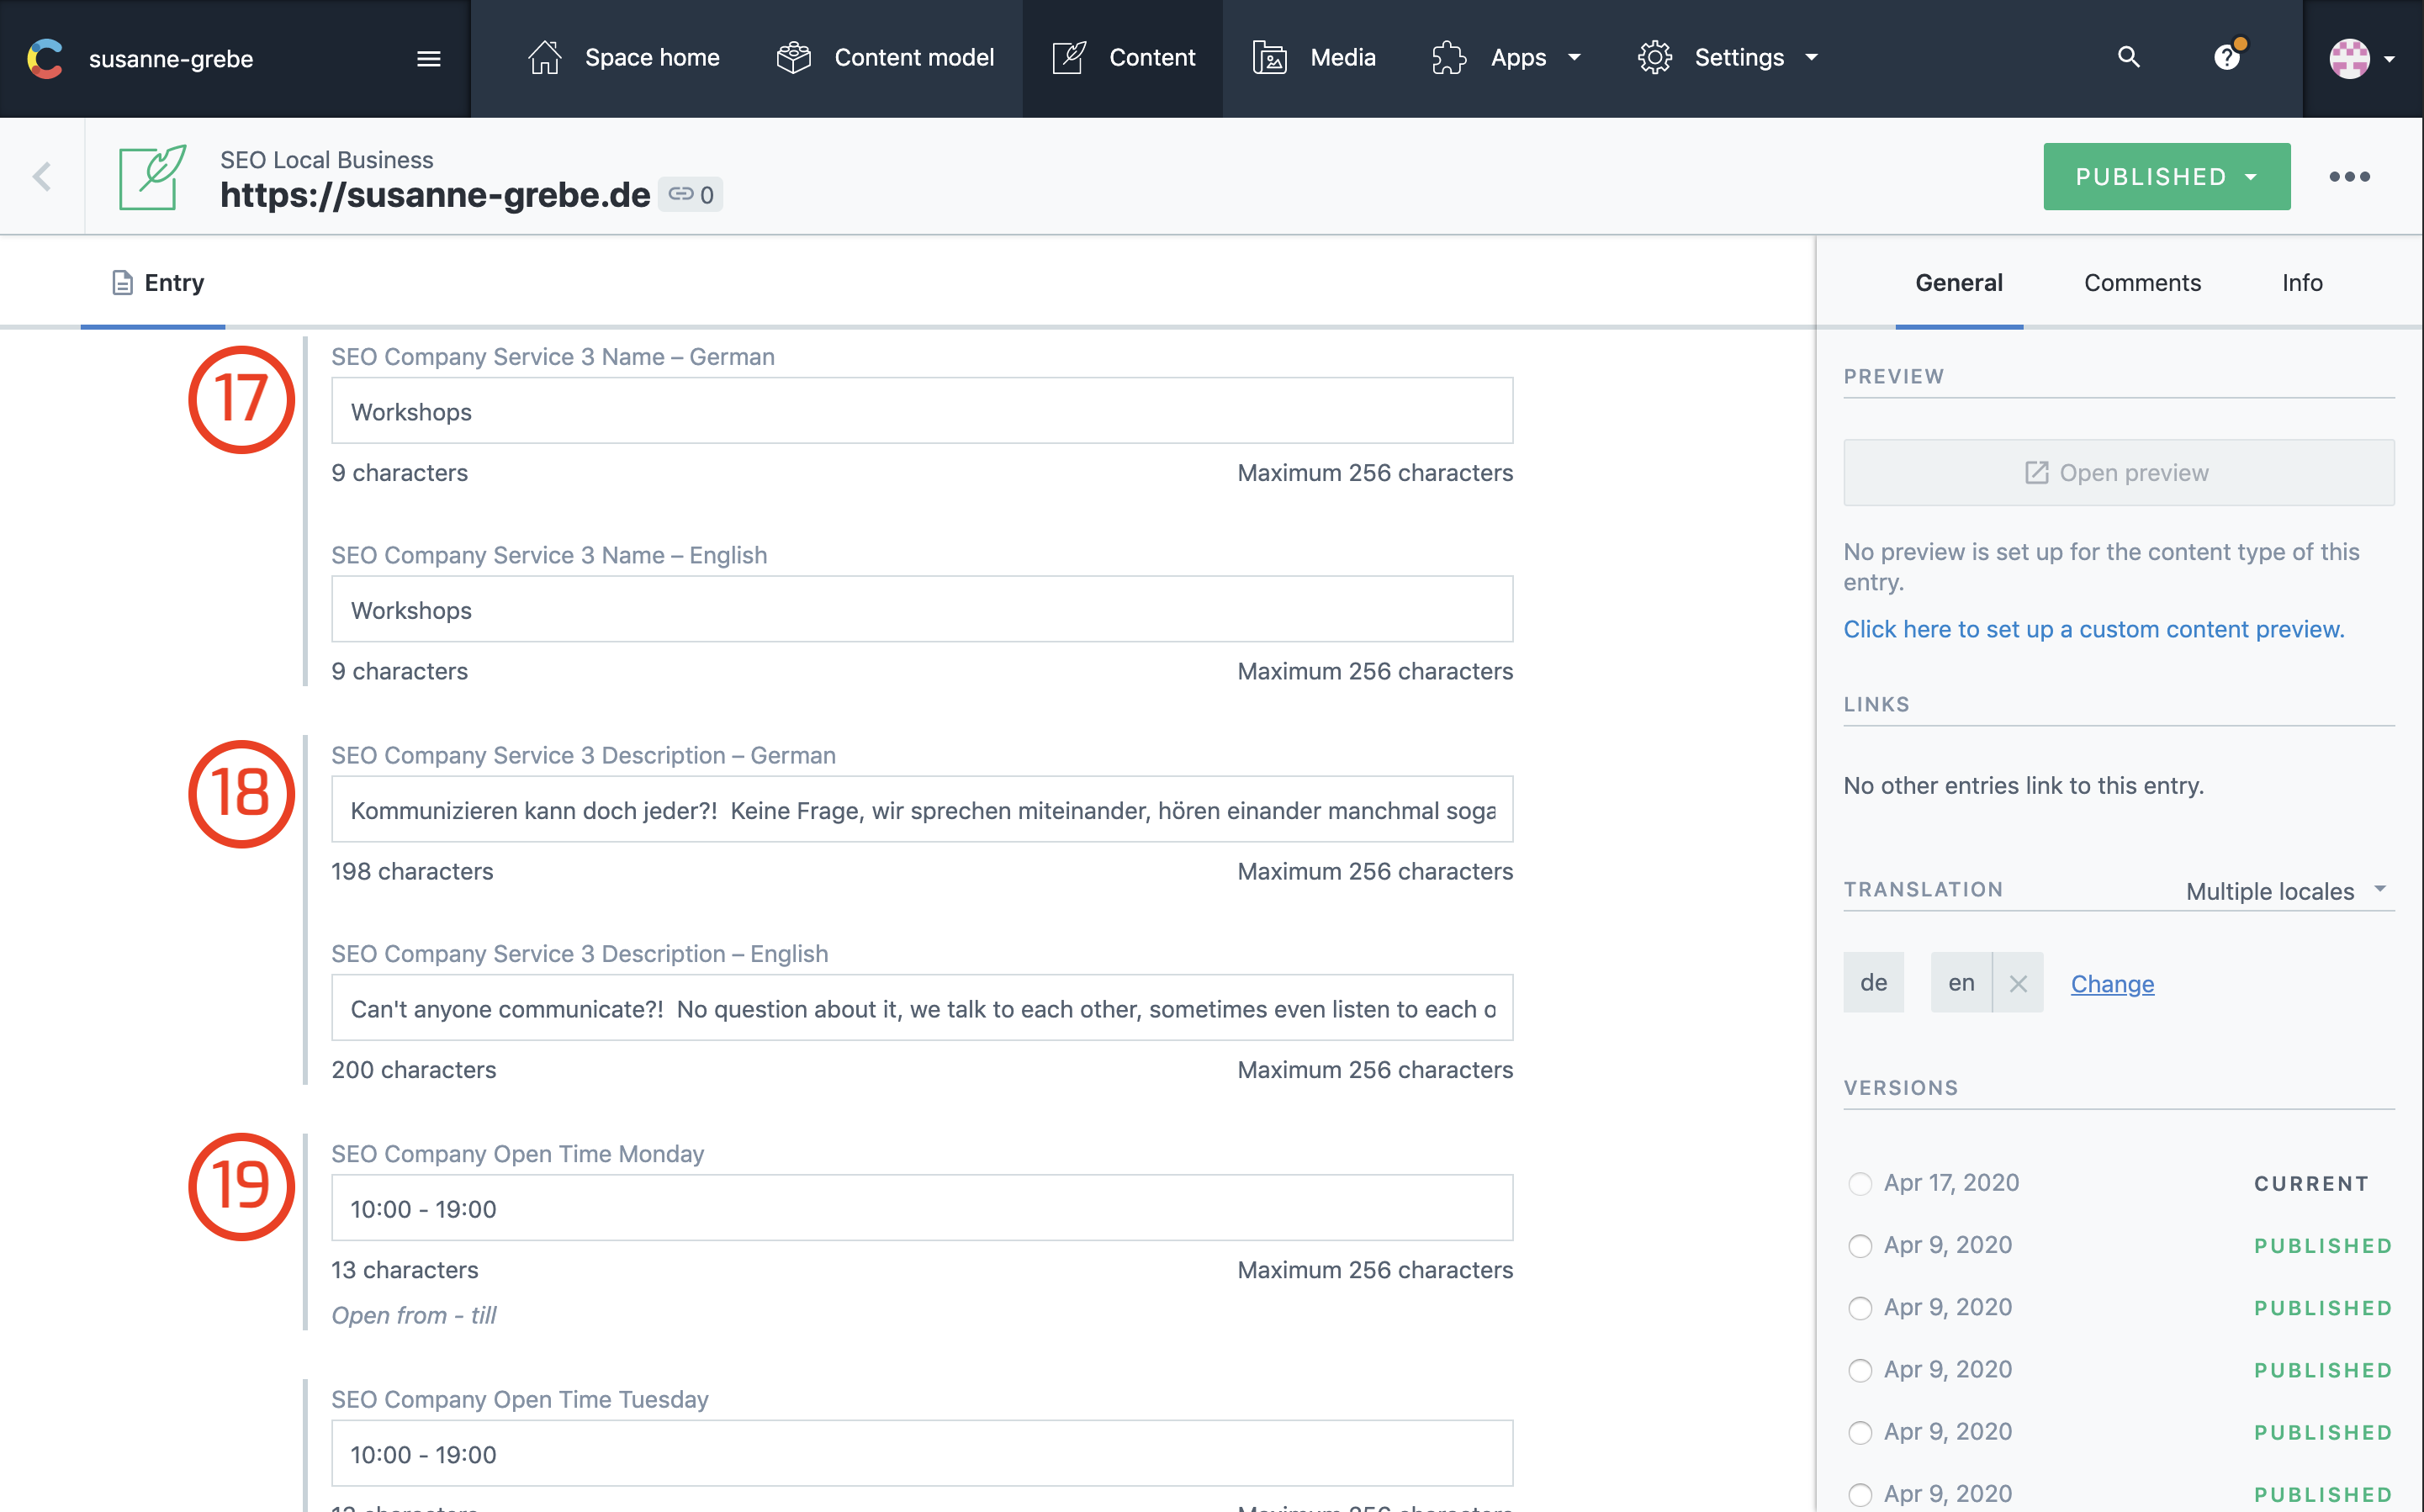 susanne-grebe
Space home
Content model
Content
Media
Apps
Settings
SEO Local Business
https://susanne-grebe.de 0
PUBLISHED
Entry
17
SEO Company Service 3 Name – German
Workshops
9 characters Maximum 256 characters
SEO Company Service 3 Name – English
Workshops
9 characters Maximum 256 characters
18
SEO Company Service 3 Description – German
Kommunizieren kann doch jeder?!  Keine Frage, wir sprechen miteinander, hören einander manchmal soga
198 characters Maximum 256 characters
SEO Company Service 3 Description – English
Can't anyone communicate?!  No question about it, we talk to each other, sometimes even listen to each o
200 characters Maximum 256 characters
19
SEO Company Open Time Monday
10:00 - 19:00
13 characters Maximum 256 characters
Open from - till
SEO Company Open Time Tuesday
10:00 - 19:00
General Comments Info
PREVIEW
Open preview
No preview is set up for the content type of this
entry.
Click here to set up a custom content preview.
LINKS
No other entries link to this entry.
TRANSLATION Multiple locales
de en Change
VERSIONS
Apr 17, 2020 CURRENT
Apr 9, 2020 PUBLISHED
Apr 9, 2020 PUBLISHED
Apr 9, 2020 PUBLISHED
Apr 9, 2020 PUBLISHED
Apr 9, 2020 PUBLISHED